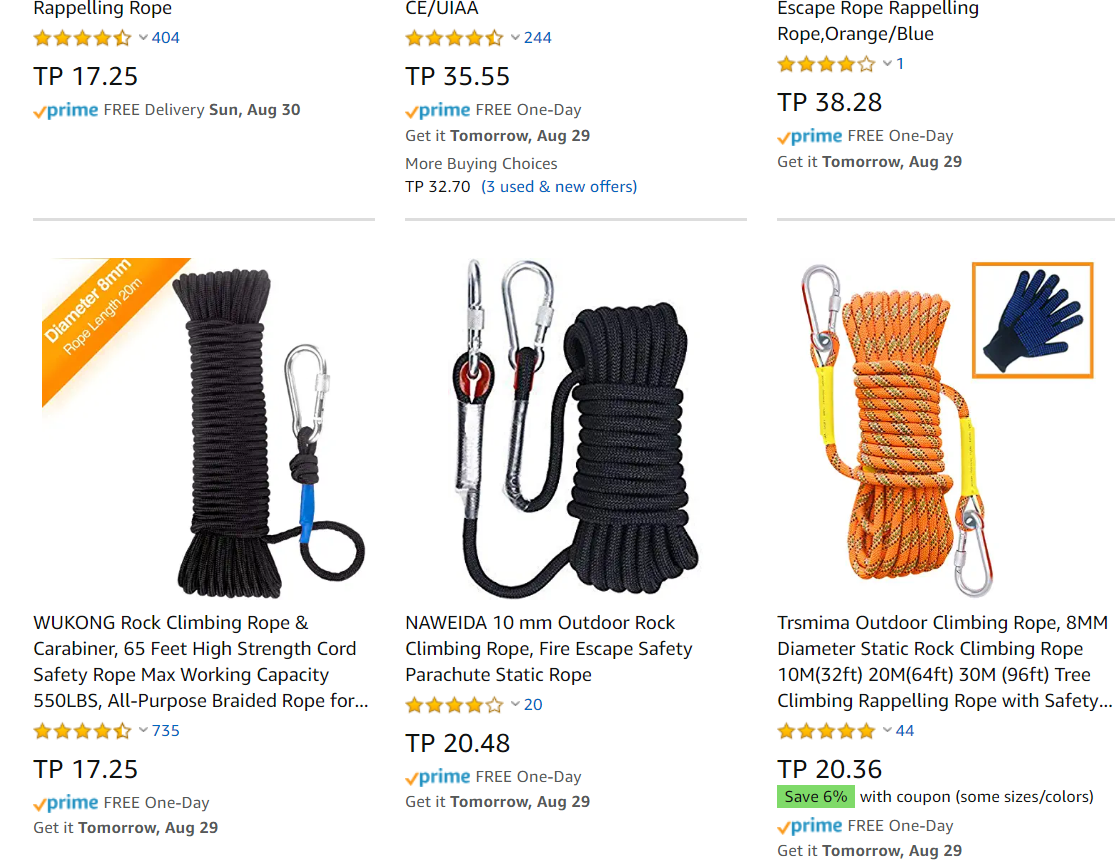 Rappelling Rope
404
TP 17.25
prime FREE Delivery Sun, Aug 30
CE/UIAA
244
TP 35.55
prime FREE One-Day
Get it Tomorrow, Aug 29
More Buying Choices
TP 32.70 (3 used & new offers)
Escape Rope Rappelling
Rope,Orange/Blue
1
TP 38.28
prime FREE One-Day
Get it Tomorrow, Aug 29
Diameter 8mm
Rope Length 20m
WUKONG Rock Climbing Rope &
Carabiner, 65 Feet High Strength Cord
Safety Rope Max Working Capacity
550LBS, All-Purpose Braided Rope for...
735
TP 17.25
prime FREE One-Day
Get it Tomorrow, Aug 29
NAWEIDA 10 mm Outdoor Rock
Climbing Rope, Fire Escape Safety
Parachute Static Rope
20
TP 20.48
prime FREE One-Day
Get it Tomorrow, Aug 29
Trsmima Outdoor Climbing Rope, 8MM
Diameter Static Rock Climbing Rope
10M(32ft) 20M(64ft) 30M (96ft) Tree
Climbing Rappelling Rope with Safety...
44
TP 20.36
Save 6% with coupon (some sizes/colors)
prime FREE One-Day
Get it Tomorrow, Aug 29